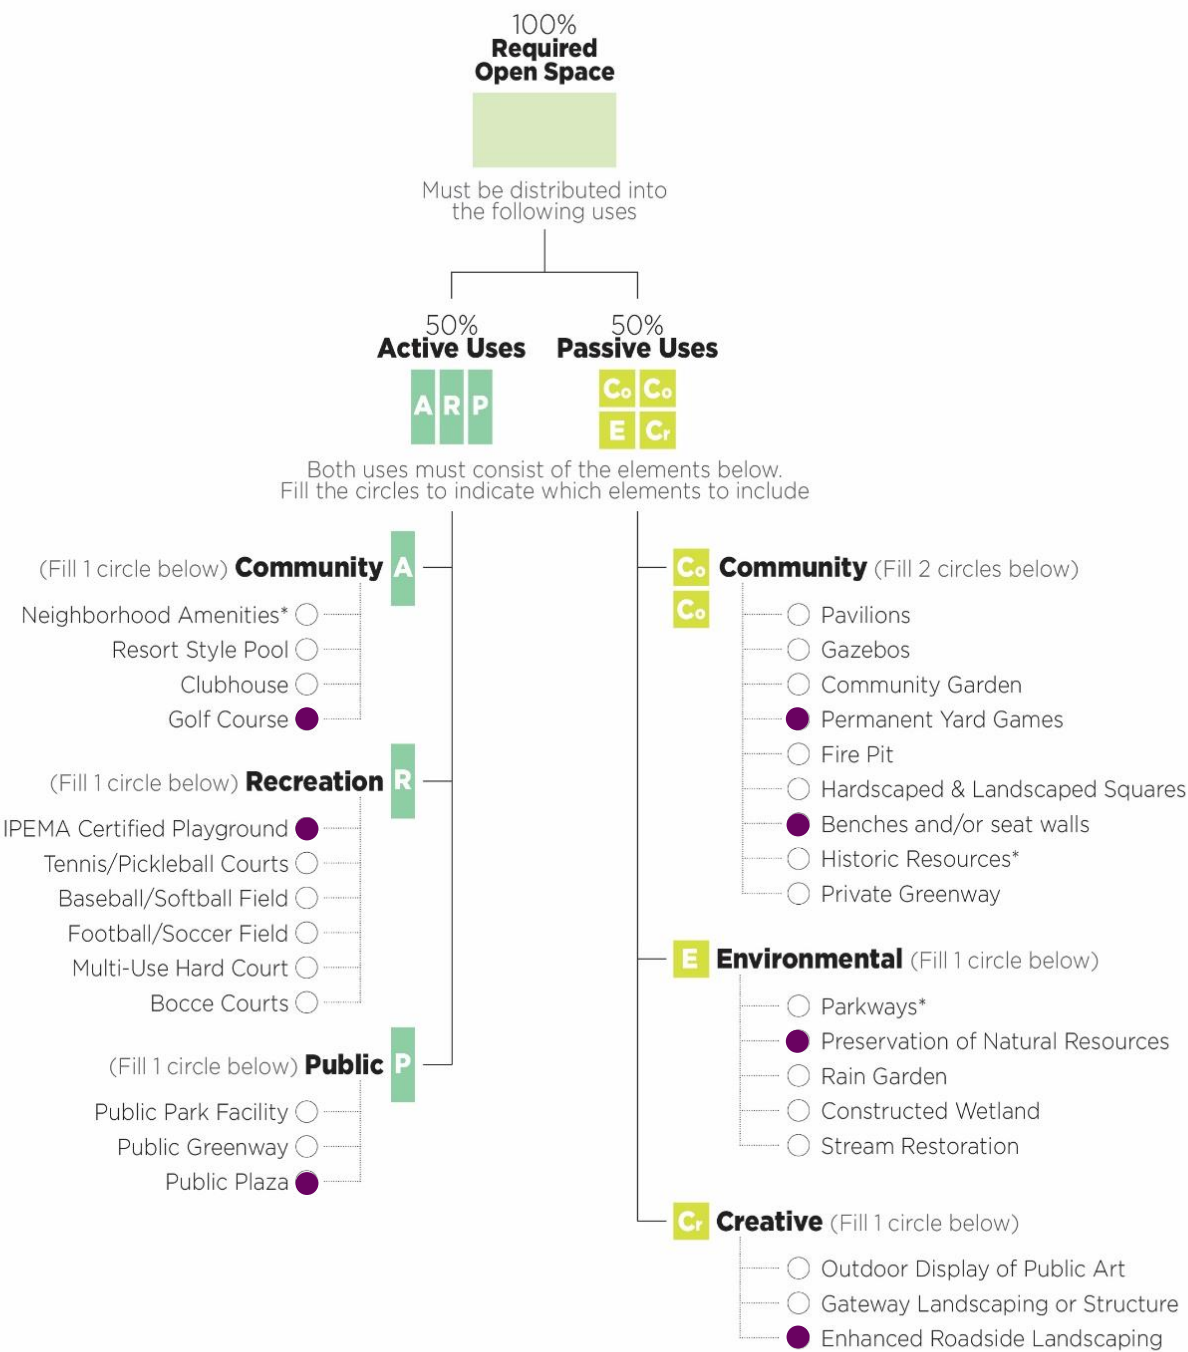 100%
Required
Open Space
Must be distributed into
the following uses
50%
Active Uses
A R P
50%
Passive Uses
Co Co
E Cr
Both uses must consist of the elements below.
Fill the circles to indicate which elements to include
(Fill 1 circle below) Community A
Neighborhood Amenities*
Resort Style Pool
Clubhouse
Golf Course
(Fill 1 circle below) Recreation R
IPEMA Certified Playground
Tennis/Pickleball Courts
Baseball/Softball Field
Football/Soccer Field
Multi-Use Hard Court
Bocce Courts
(Fill 1 circle below) Public P
Public Park Facility
Public Greenway
Public Plaza
Co Community (Fill 2 circles below)
Co
Pavilions
Gazebos
Community Garden
Permanent Yard Games
Fire Pit
Hardscaped & Landscaped Squares
Benches and/or seat walls
Historic Resources*
Private Greenway
E Environmental (Fill 1 circle below)
Parkways*
Preservation of Natural Resources
Rain Garden
Constructed Wetland
Stream Restoration
Cr Creative (Fill 1 circle below)
Outdoor Display of Public Art
Gateway Landscaping or Structure
Enhanced Roadside Landscaping